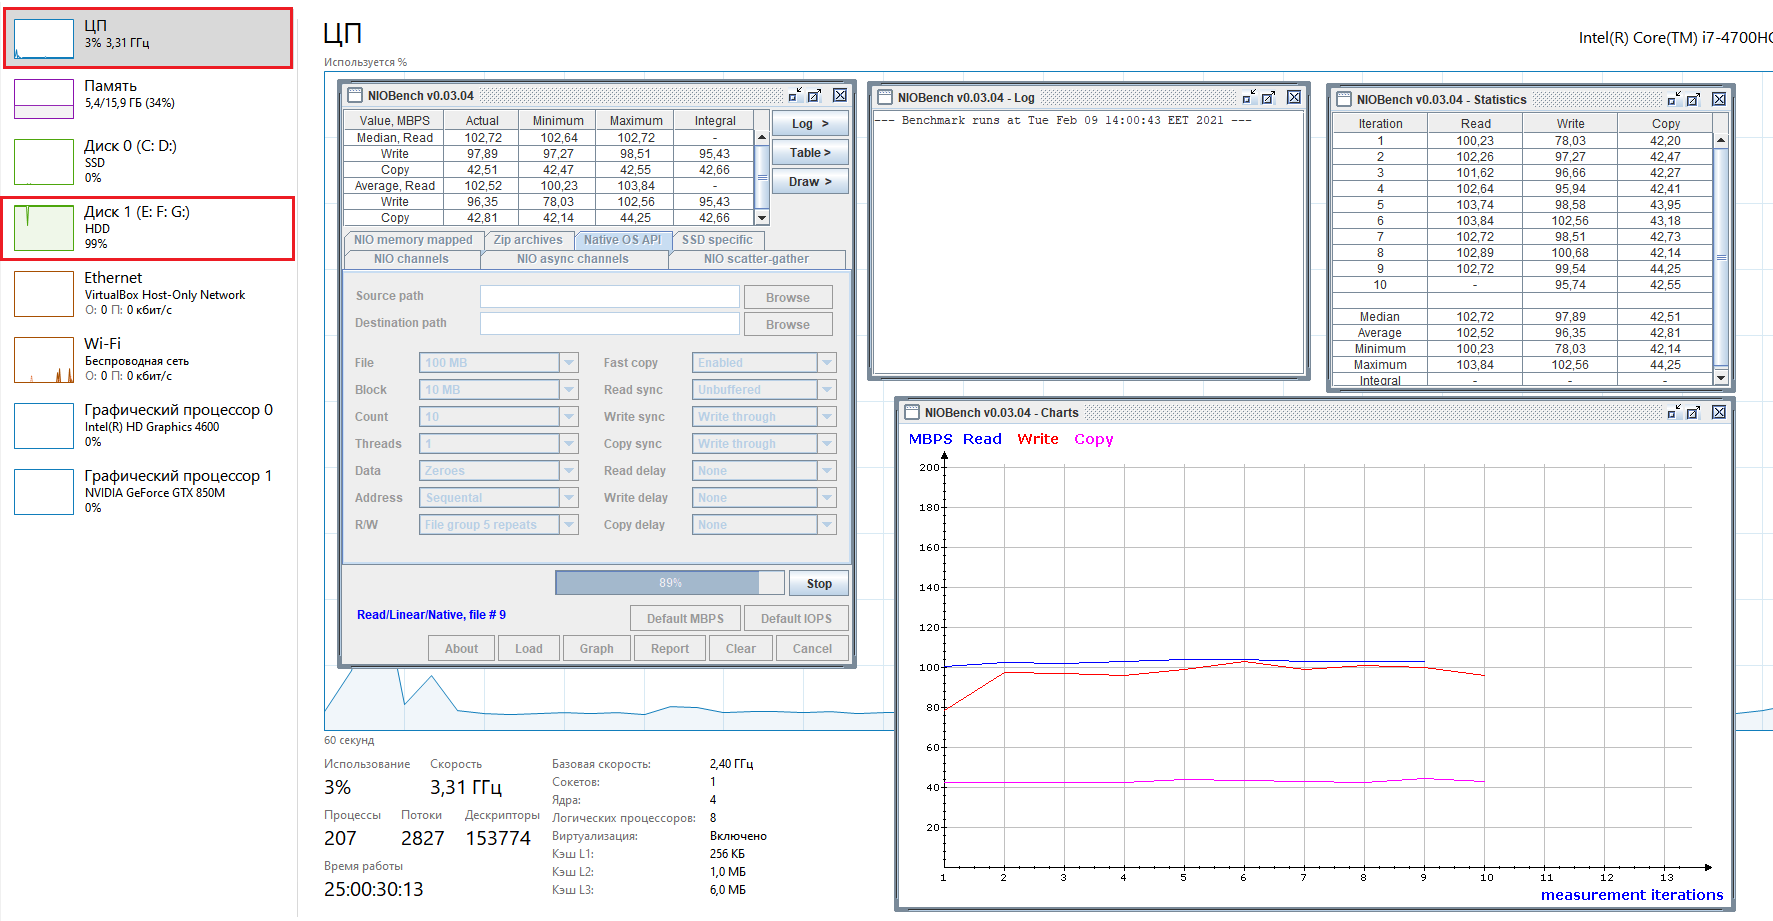 ЦП
3% 3,31 ГГц
Память
5,4/15,9 ГБ (34%)
Диск 0 (C: D:)
SSD
0%
Диск 1 (E: F: G:)
HDD
99%
Ethernet
VirtualBox Host-Only Network
О: 0 П: 0 кбит/с
Wi-Fi
Беспроводная сеть
О: 0 П: 0 кбит/с
Графический процессор 0
Intel(R) HD Graphics 4600
0%
Графический процессор 1
NVIDIA GeForce GTX 850M
0%
ЦП
Intel(R) Core(TM) i7-4700HQ
Используется %
NIOBench v0.03.04
Value, MBPS Actual Minimum Maximum Integral
Median, Read 102,72 102,64 102,72 -
Write 97,89 97,27 98,51 95,43
Copy 42,51 42,47 42,55 42,66
Average, Read 102,52 100,23 103,84 -
Write 96,35 78,03 102,56 95,43
Copy 42,81 42,14 44,25 42,66
Log >
Table >
Draw >
NIO memory mapped Zip archives Native OS API SSD specific
NIO channels NIO async channels NIO scatter-gather
Source path Browse
Destination path Browse
File 100 MB Fast copy Enabled
Block 10 MB Read sync Unbuffered
Count 10 Write sync Write through
Threads 1 Copy sync Write through
Data Zeroes Read delay None
Address Sequental Write delay None
R/W File group 5 repeats Copy delay None
89% Stop
Read/Linear/Native, file # 9 Default MBPS Default IOPS
About Load Graph Report Clear Cancel
NIOBench v0.03.04 - Log
--- Benchmark runs at Tue Feb 09 14:00:43 EET 2021 ---
NIOBench v0.03.04 - Statistics
Iteration Read Write Copy
1 100,23 78,03 42,20
2 102,26 97,27 42,47
3 101,62 96,66 42,27
4 102,64 95,94 42,41
5 103,74 98,58 43,95
6 103,84 102,56 43,18
7 102,72 98,51 42,73
8 102,89 100,68 42,14
9 102,72 99,54 44,25
10 - 95,74 42,55
Median 102,72 97,89 42,51
Average 102,52 96,35 42,81
Minimum 100,23 78,03 42,14
Maximum 103,84 102,56 44,25
Integral - - -
NIOBench v0.03.04 - Charts
MBPS Read Write Copy
200
180
160
140
120
100
80
60
40
20
1 2 3 4 5 6 7 8 9 10 11 12 13
measurement iterations
60 секунд
Использование Скорость
3% 3,31 ГГц
Процессы Потоки Дескрипторы
207 2827 153774
Время работы
25:00:30:13
Базовая скорость: 2,40 ГГц
Сокетов: 1
Ядра: 4
Логических процессоров: 8
Виртуализация: Включено
Кэш L1: 256 КБ
Кэш L2: 1,0 МБ
Кэш L3: 6,0 МБ